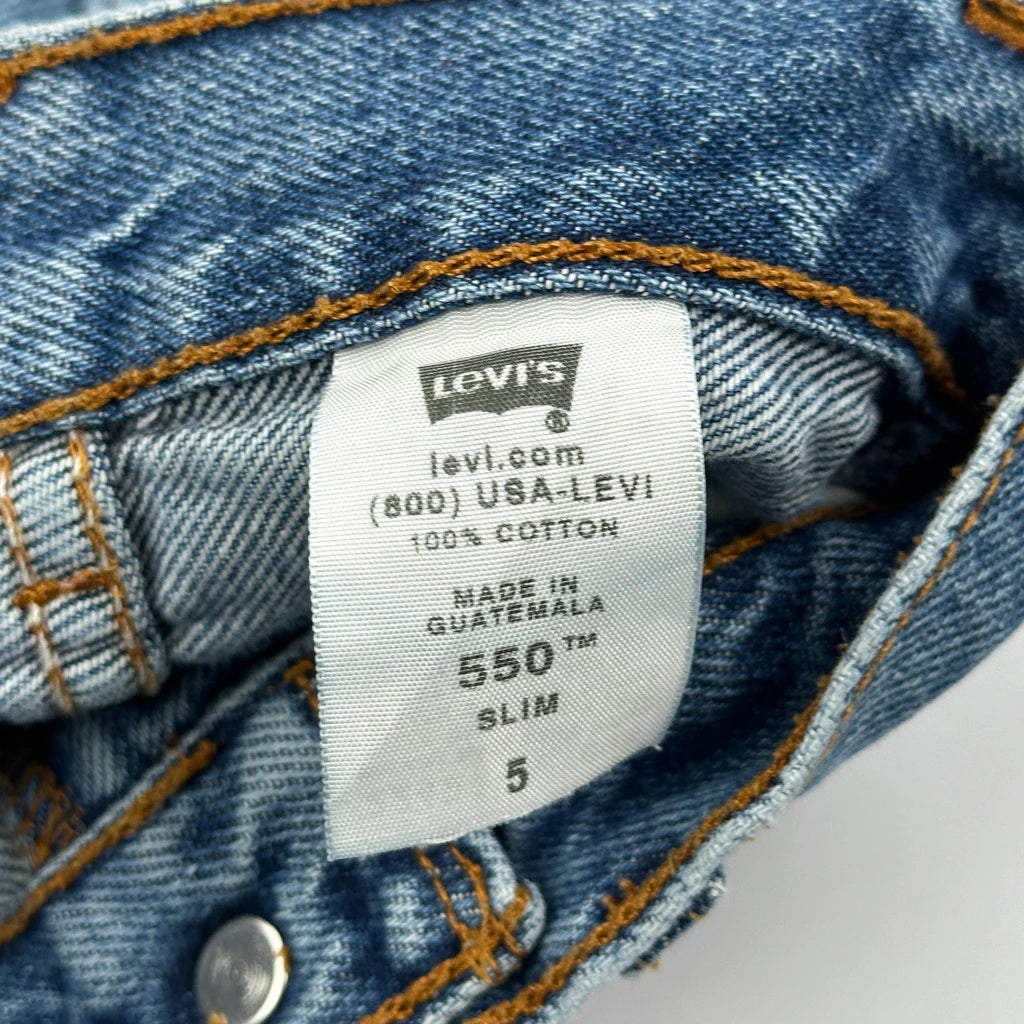 LEVI'S
®
levi.com
(800) USA-LEVI
100% COTTON
MADE IN
GUATEMALA
550™
SLIM
5